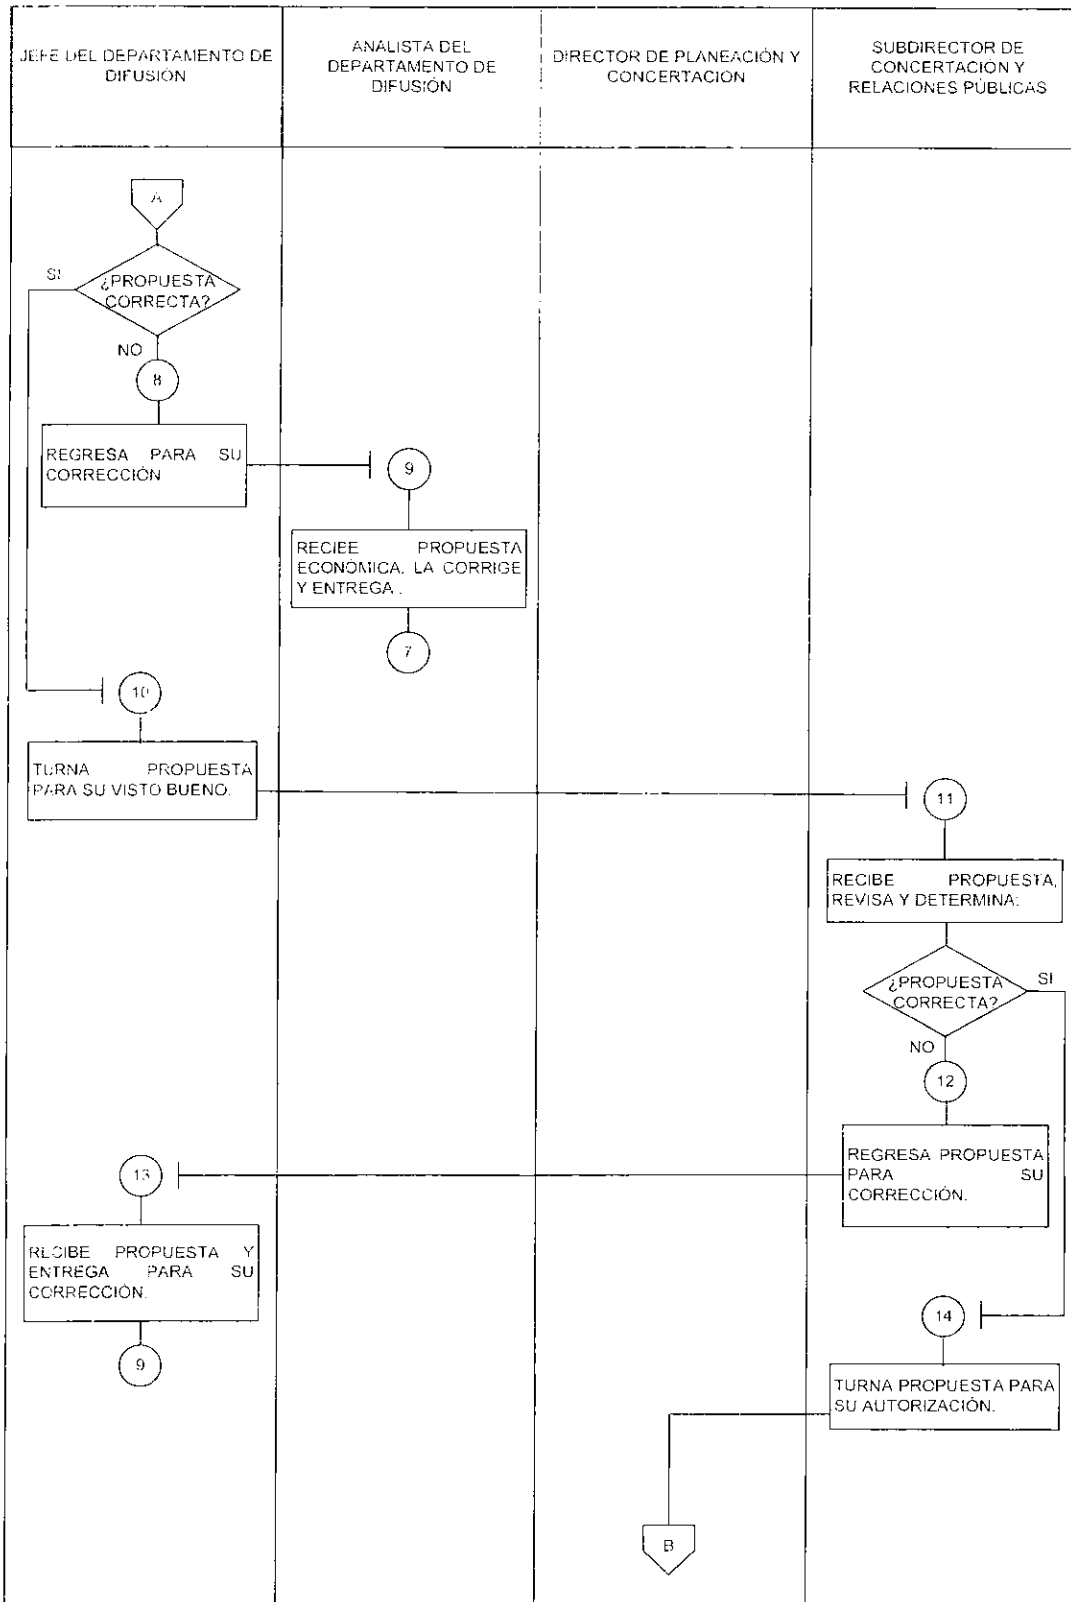 JEFE DEL DEPARTAMENTO DE
DIFUSIÓN
ANALISTA DEL
DEPARTAMENTO DE
DIFUSIÓN
DIRECTOR DE PLANEACIÓN Y
CONCERTACION
SUBDIRECTOR DE
CONCERTACIÓN Y
RELACIONES PÚBLICAS
A
SI
¿PROPUESTA
CORRECTA?
NO
8
REGRESA PARA SU
CORRECCIÓN
9
RECIBE PROPUESTA
ECONÓMICA, LA CORRIGE
Y ENTREGA .
7
10
TURNA PROPUESTA
PARA SU VISTO BUENO.
11
RECIBE PROPUESTA,
REVISA Y DETERMINA:
¿PROPUESTA
CORRECTA?
SI
NO
12
REGRESA PROPUESTA
PARA SU
CORRECCIÓN.
13
RECIBE PROPUESTA Y
ENTREGA PARA SU
CORRECCIÓN.
9
14
TURNA PROPUESTA PARA
SU AUTORIZACIÓN.
B